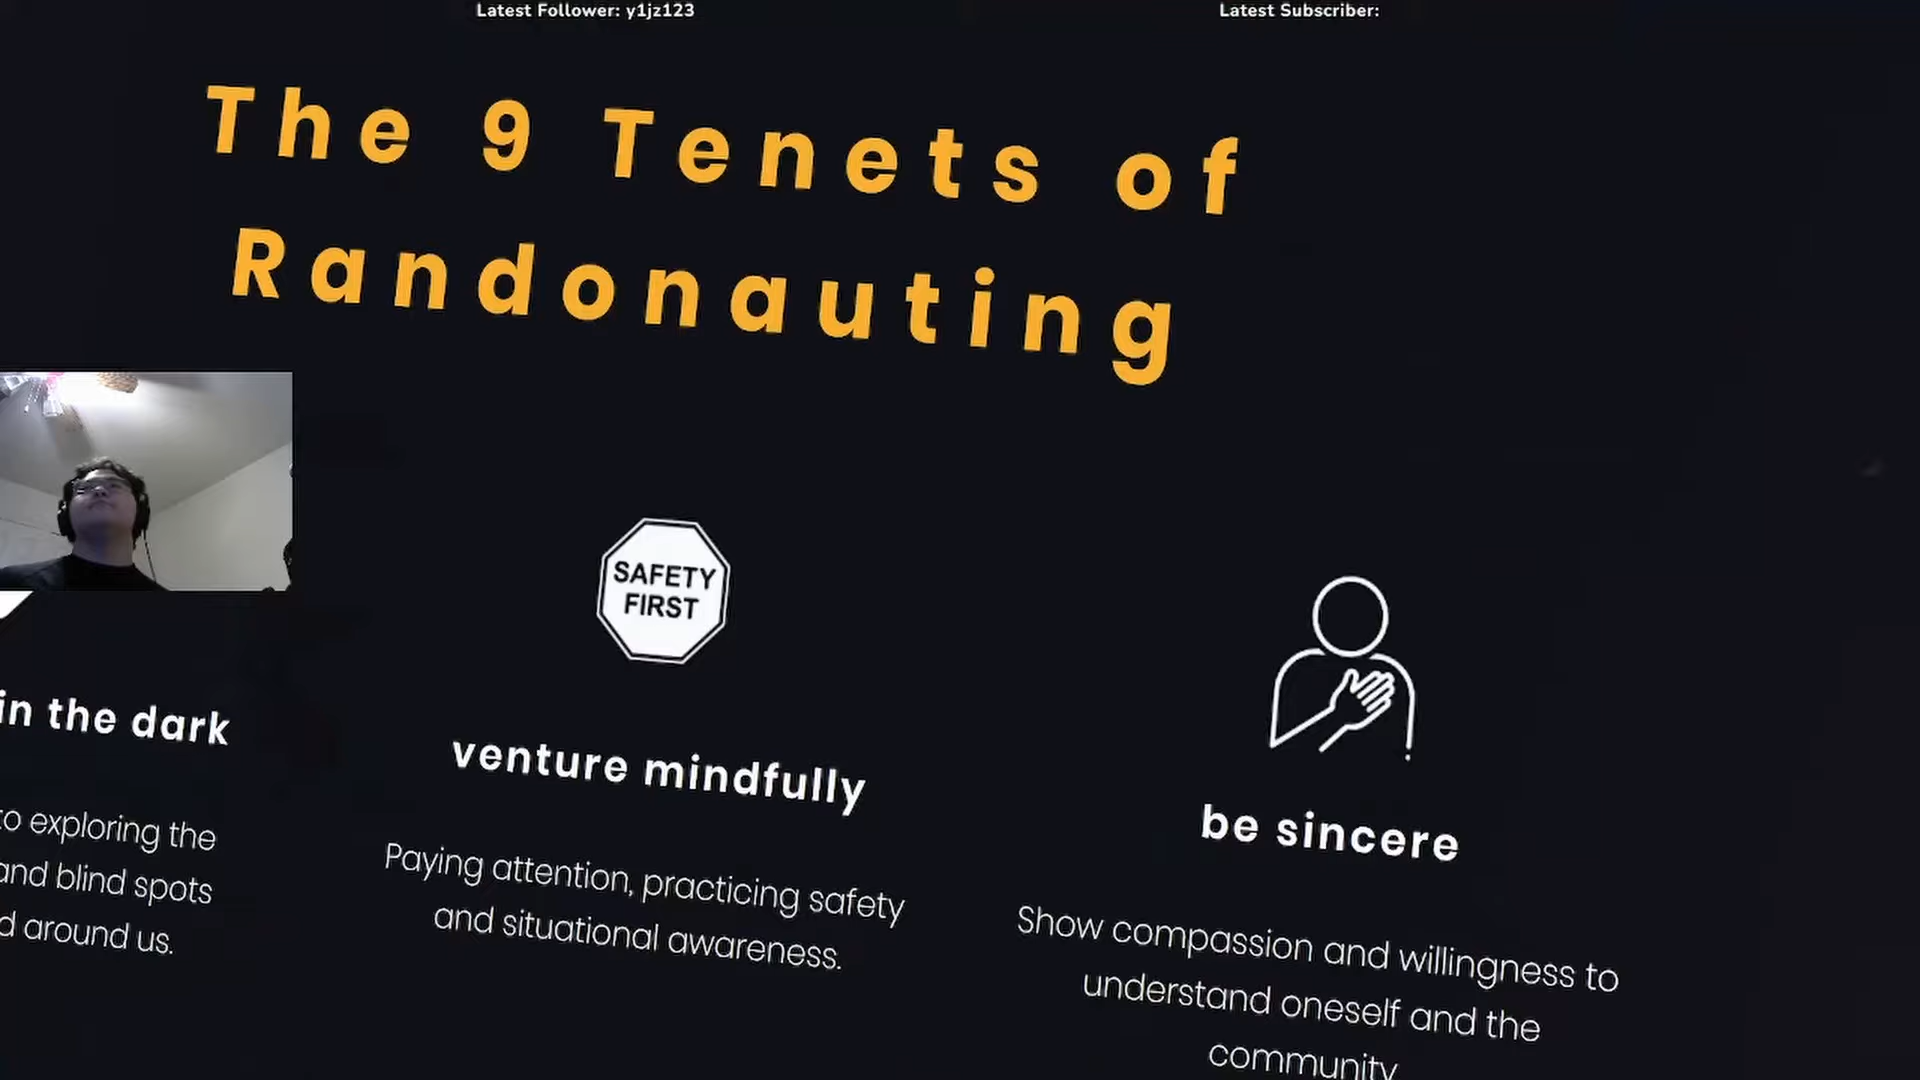 Latest Follower: y1jz123
Latest Subscriber:
The 9 Tenets of
Randonauting
in the dark
to exploring the
and blind spots
d around us.
SAFETY
FIRST
venture mindfully
Paying attention, practicing safety
and situational awareness.
be sincere
Show compassion and willingness to
understand oneself and the
community